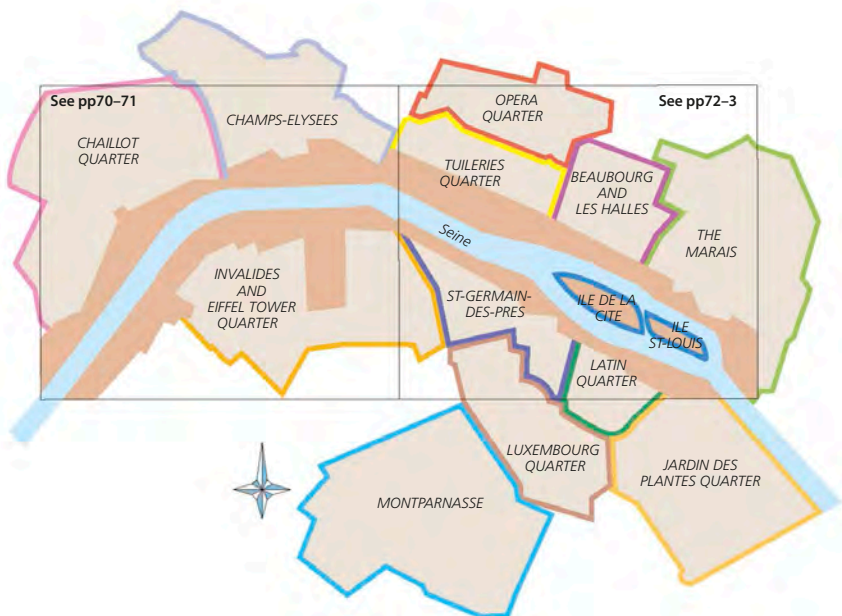 See pp70–71
See pp72–3
CHAILLOT
QUARTER
CHAMPS-ELYSEES
OPERA
QUARTER
TUILERIES
QUARTER
BEAUBOURG
AND
LES HALLES
THE
MARAIS
Seine
INVALIDES
AND
EIFFEL TOWER
QUARTER
ST-GERMAIN-
DES-PRES
ILE DE LA
CITE
ILE
ST-LOUIS
LATIN
QUARTER
LUXEMBOURG
QUARTER
JARDIN DES
PLANTES QUARTER
MONTPARNASSE